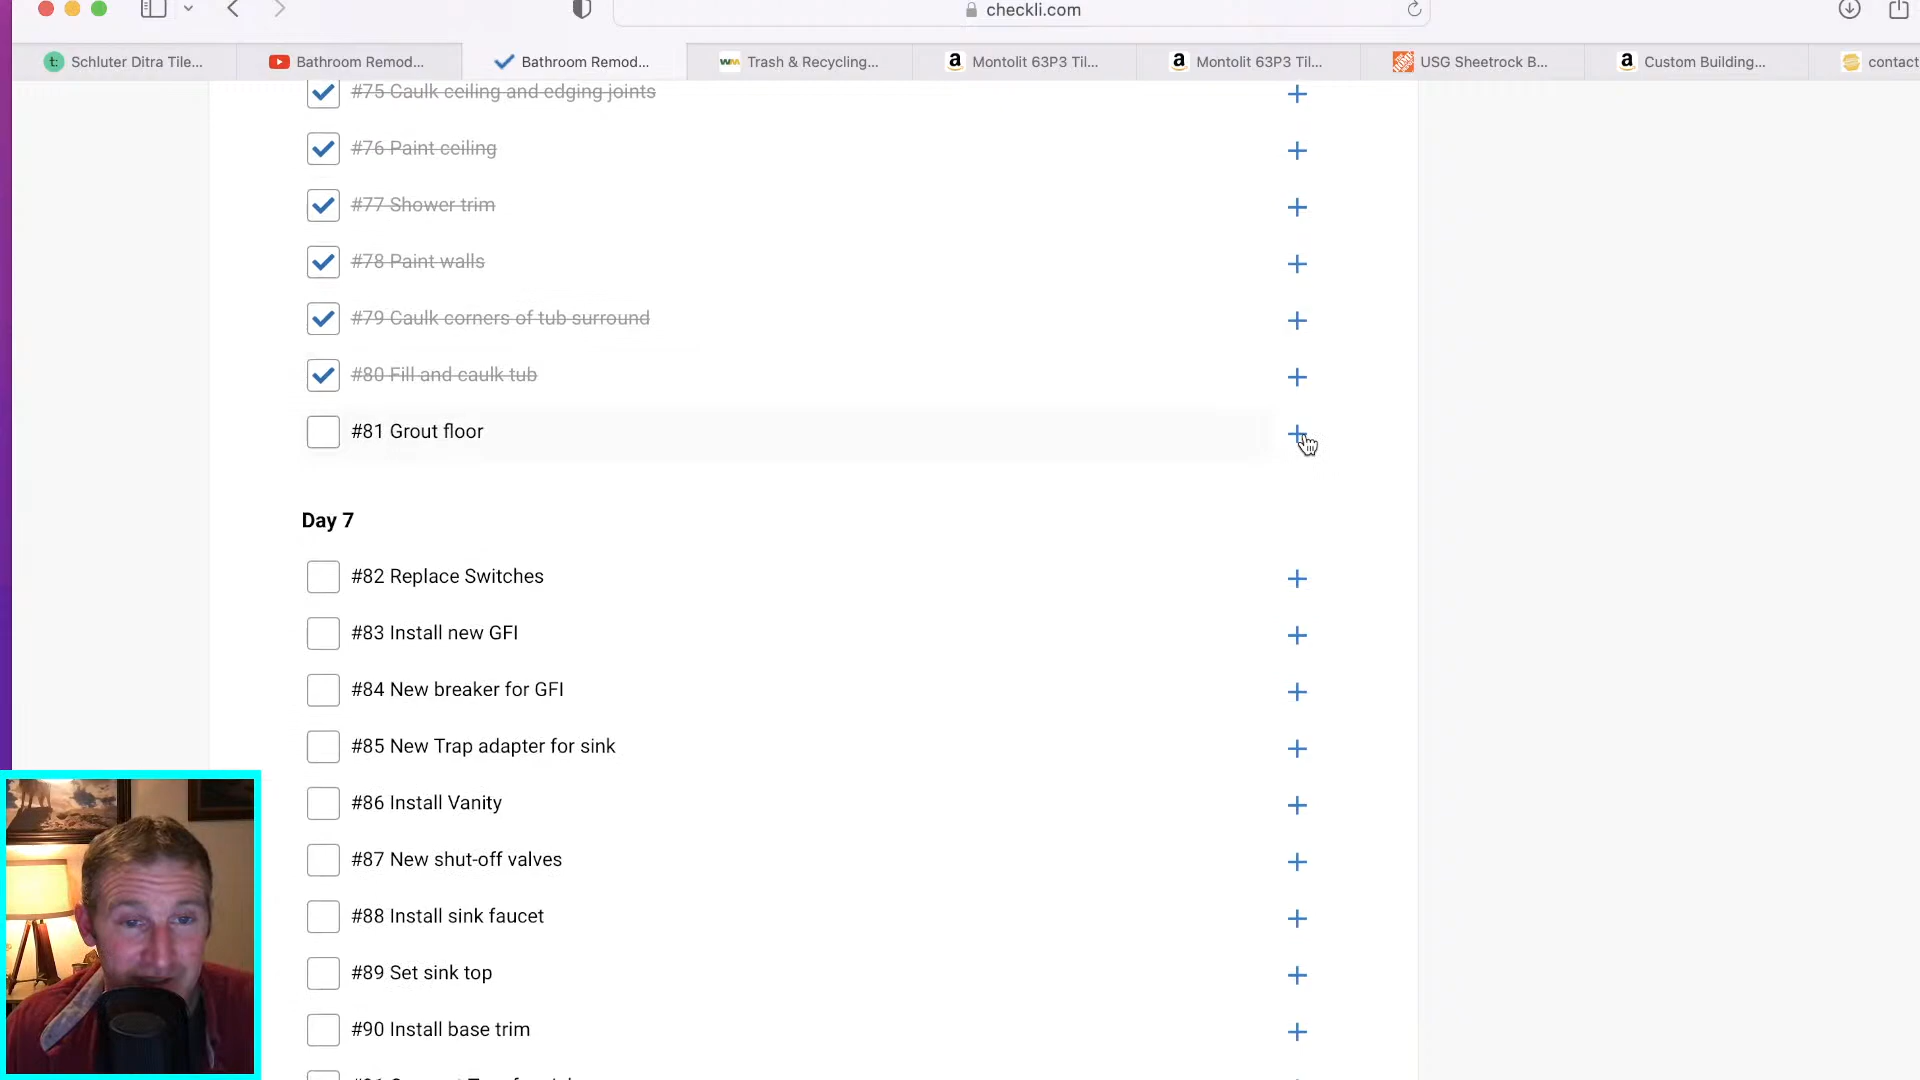 checkli.com
Schluter Ditra Tile...
Bathroom Remod...
Bathroom Remod...
Trash & Recycling...
Montolit 63P3 Til...
Montolit 63P3 Til...
USG Sheetrock B...
Custom Building...
contact
#75 Caulk ceiling and edging joints
#76 Paint ceiling
#77 Shower trim
#78 Paint walls
#79 Caulk corners of tub surround
#80 Fill and caulk tub
#81 Grout floor
Day 7
#82 Replace Switches
#83 Install new GFI
#84 New breaker for GFI
#85 New Trap adapter for sink
#86 Install Vanity
#87 New shut-off valves
#88 Install sink faucet
#89 Set sink top
#90 Install base trim